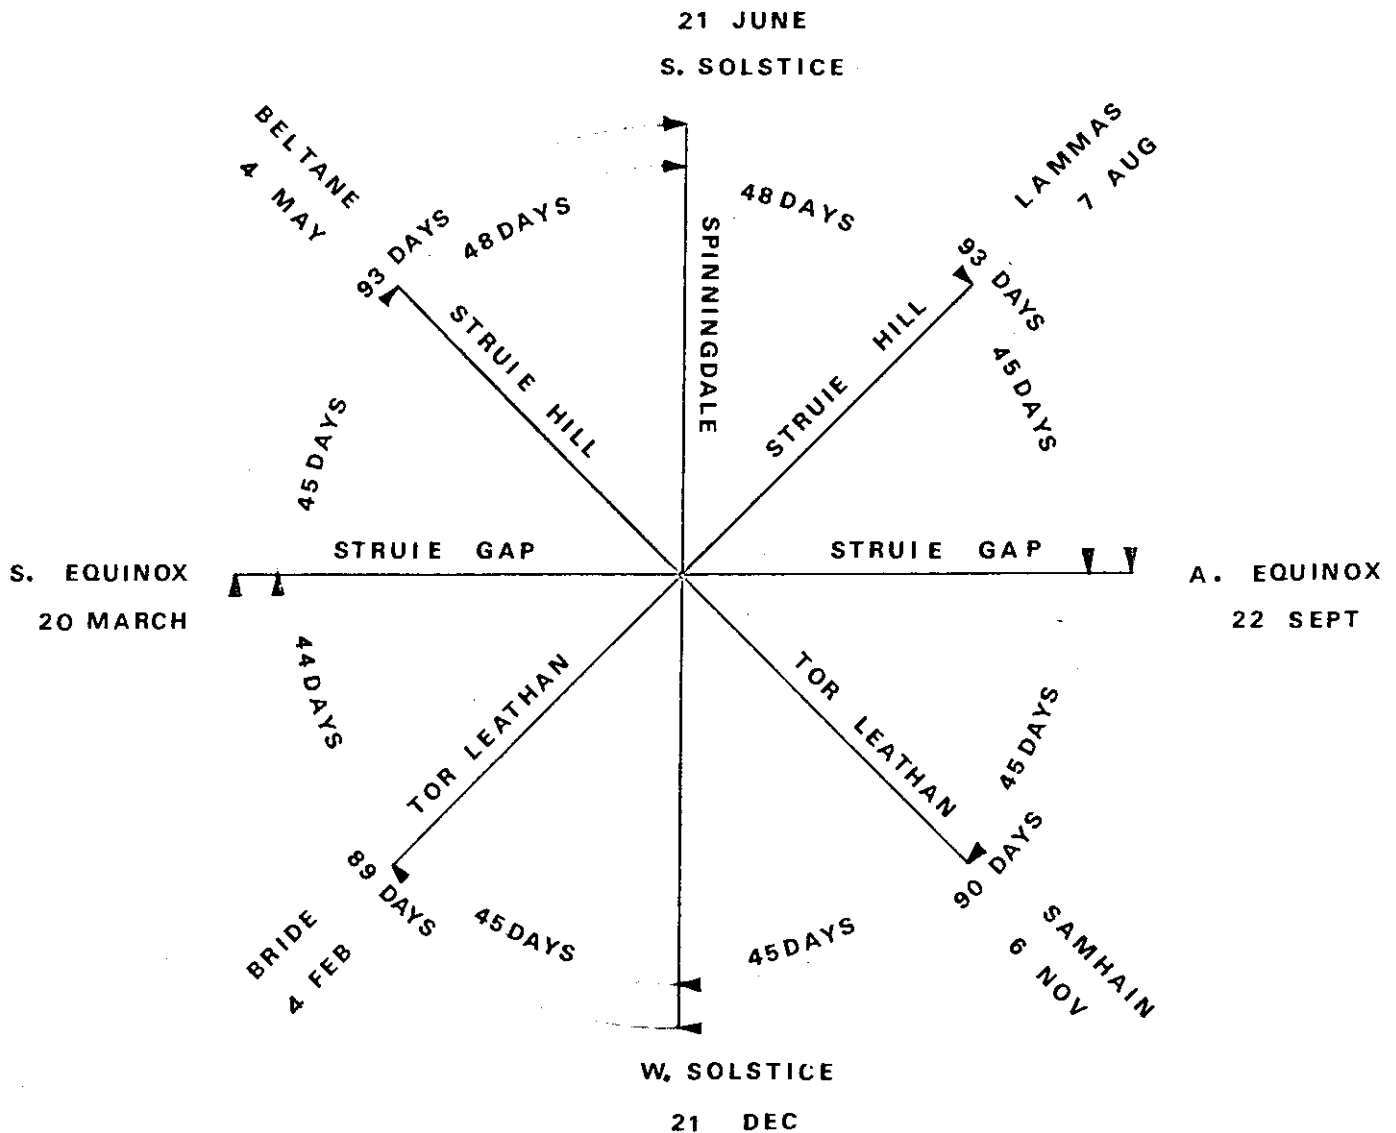 21 JUNE
S. SOLSTICE
BELTANE
4 MAY
LAMMAS
7 AUG
93 DAYS
48 DAYS
48 DAYS
93 DAYS
SPINNINGDALE
STRUIE HILL
STRUIE HILL
45 DAYS
45 DAYS
STRUIE GAP
STRUIE GAP
S. EQUINOX
20 MARCH
A. EQUINOX
22 SEPT
44 DAYS
TOR LEATHAN
TOR LEATHAN
45 DAYS
89 DAYS
45 DAYS
45 DAYS
90 DAYS
BRIDE
4 FEB
SAMHAIN
6 NOV
W. SOLSTICE
21 DEC